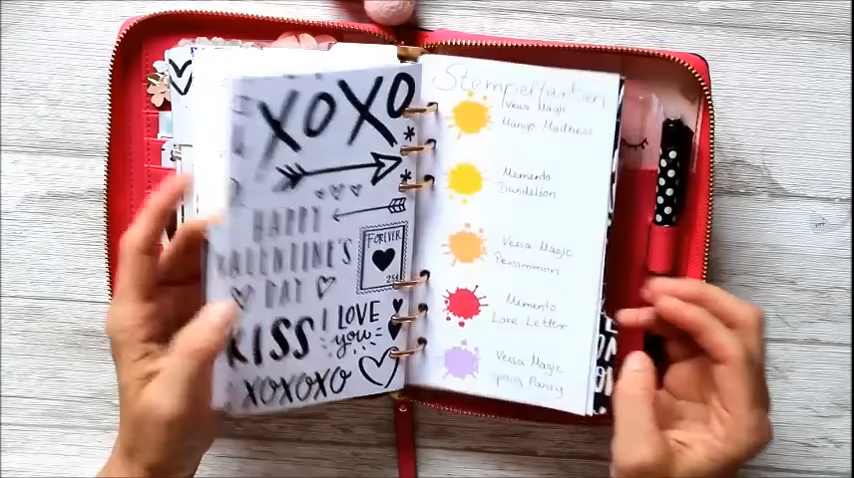 XOXO
HAPPY
VALENTINE'S
DAY
FOREVER
KISS
I LOVE
you
XOXOXO
Stempelfarben
Versa Magic
Mango Madness
Memento
Dandelion
Versa Magic
Persimmon
Memento
Love Letter
Versa Magic
Spring Pansy